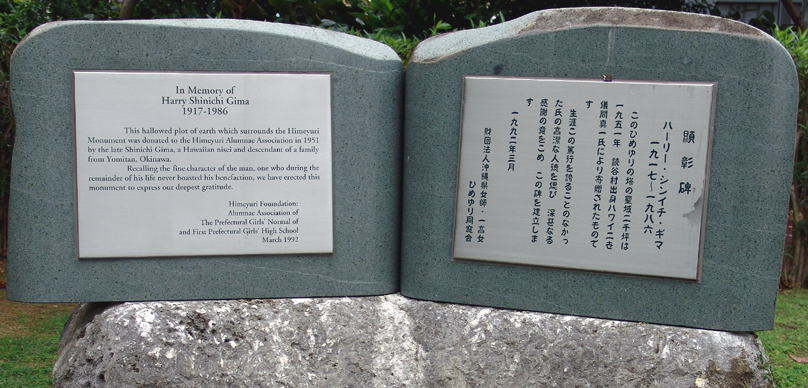 In Memory of
Harry Shinichi Gima
1917-1986
This hallowed plot of earth which surrounds the Himeyuri
Monument was donated to the Himeyuri Alumnae Association in 1951
by the late Shinichi Gima, a Hawaiian nisei and descendant of a family
from Yomitan, Okinawa.
Recalling the fine character of the man, one who during the
remainder of his life never boasted his benefaction, we have erected this
monument to express our deepest gratitude.
Himeyuri Foundation:
Alumnae Association of
The Prefectural Girls' Normal of
and First Prefectural Girls' High School
March 1992
顕彰碑
ハーリー・シンイチ・ギマ
一九一七〜一九八六
このひめゆりの塔の聖域二千坪は
一九五一年 読谷村出身ハワイ二世
儀間真一氏により寄贈されたもので
す
生涯この篤行を誇ることのなかっ
た氏の高潔な人徳を偲び 深甚なる
感謝の意をこめ この碑を建立しま
す
一九九二年三月
財団法人沖縄県女師・一高女
ひめゆり同窓会